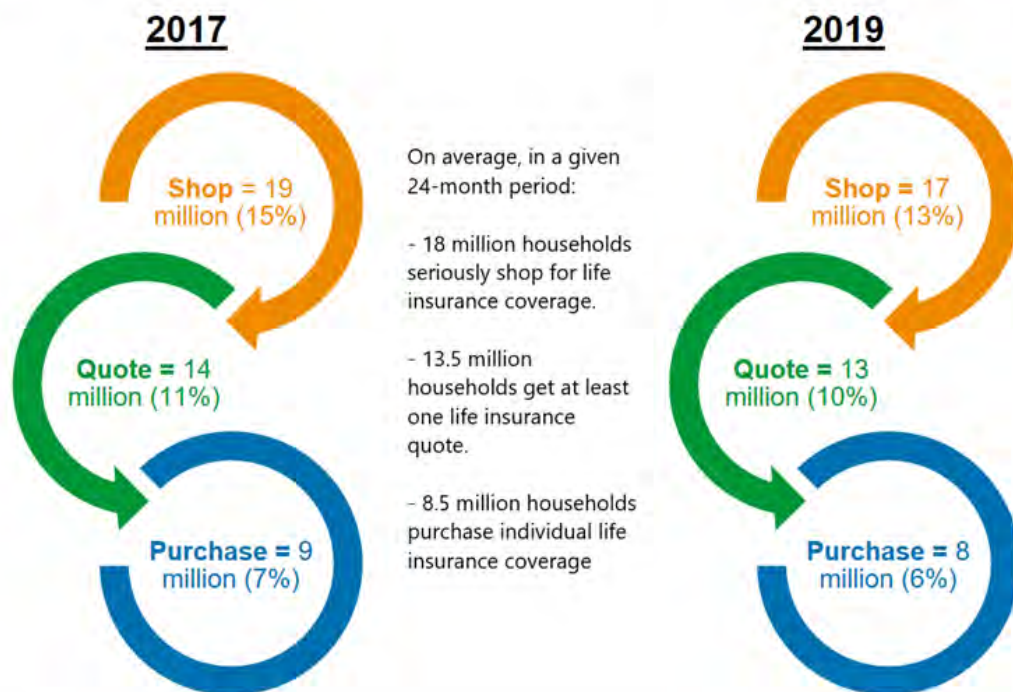 2017
Shop = 19
million (15%)
Quote = 14
million (11%)
Purchase = 9
million (7%)
On average, in a given
24-month period:
- 18 million households
seriously shop for life
insurance coverage.
- 13.5 million
households get at least
one life insurance
quote.
- 8.5 million households
purchase individual life
insurance coverage
2019
Shop = 17
million (13%)
Quote = 13
million (10%)
Purchase = 8
million (6%)